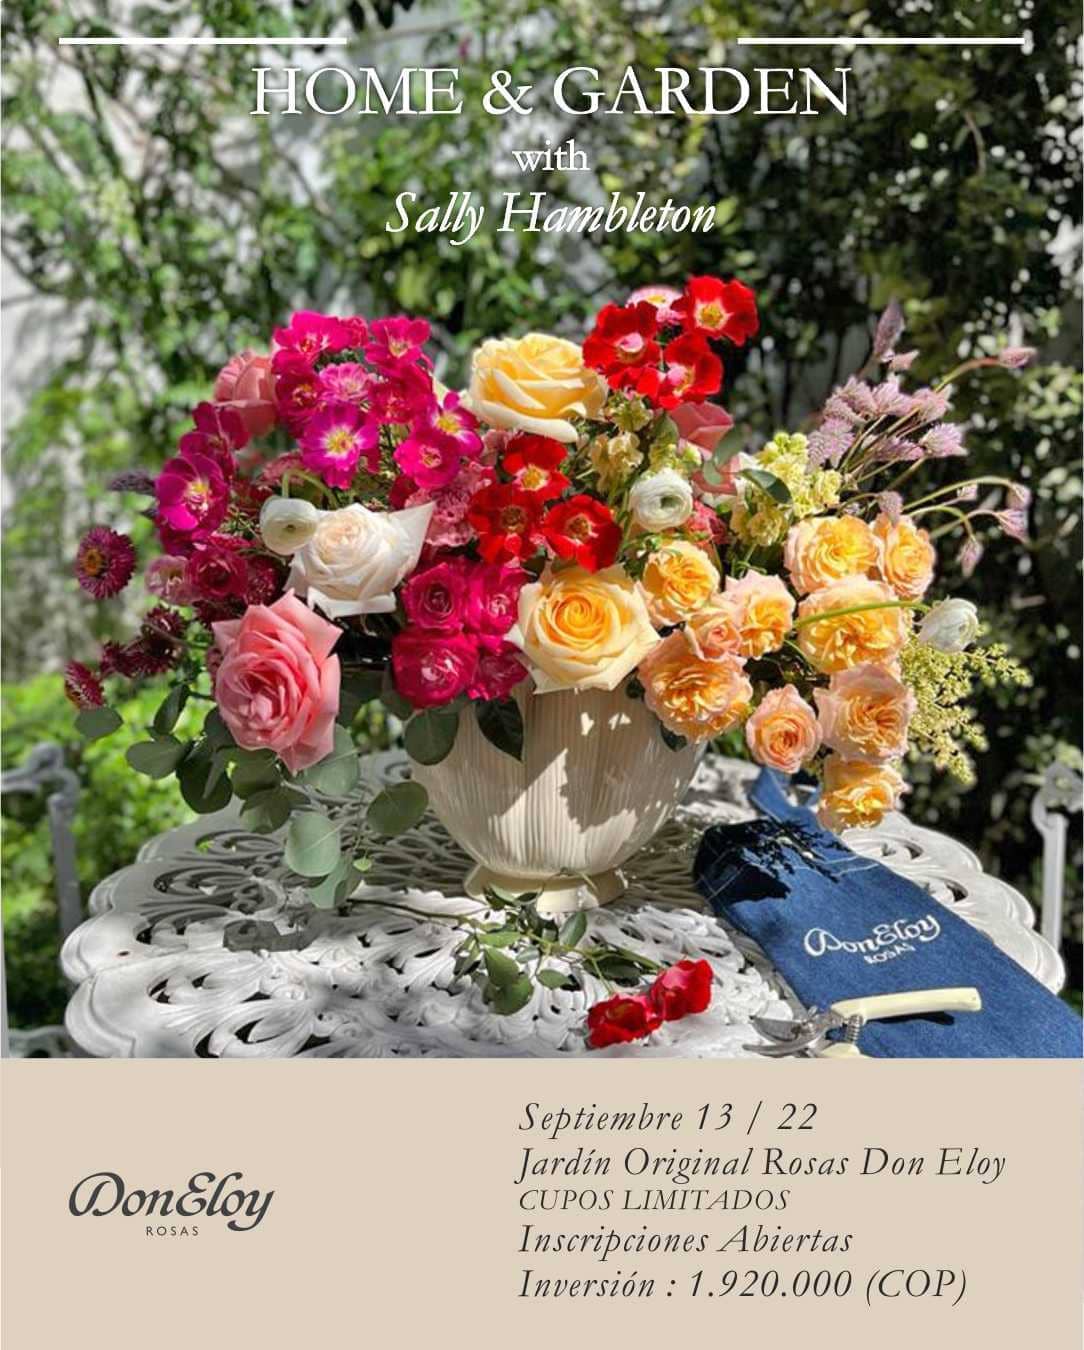 HOME & GARDEN
with
Sally Hambleton
DonEloy
ROSAS
Septiembre 13 / 22
Jardín Original Rosas Don Eloy
CUPOS LIMITADOS
Inscripciones Abiertas
Inversión : 1.920.000 (COP)
DonEloy
ROSAS